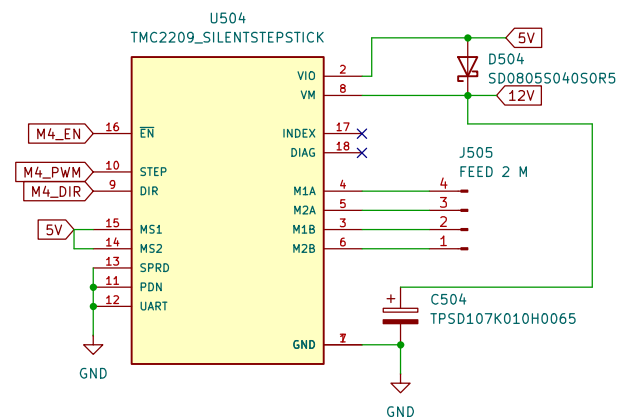 U504
TMC2209_SILENTSTEPSTICK
VIO 2
5V
D504
SD0805S040S0R5
VM 8
12V
M4_EN 16 EN
INDEX 17
DIAG 18
J505
FEED 2 M
M4_PWM 10 STEP
M4_DIR 9 DIR
M1A 4 4
M2A 5 3
M1B 3 2
M2B 6 1
5V 15 MS1
14 MS2
13 SPRD
11 PDN
12 UART
GND
C504
TPSD107K010H0065
+
GND
GND